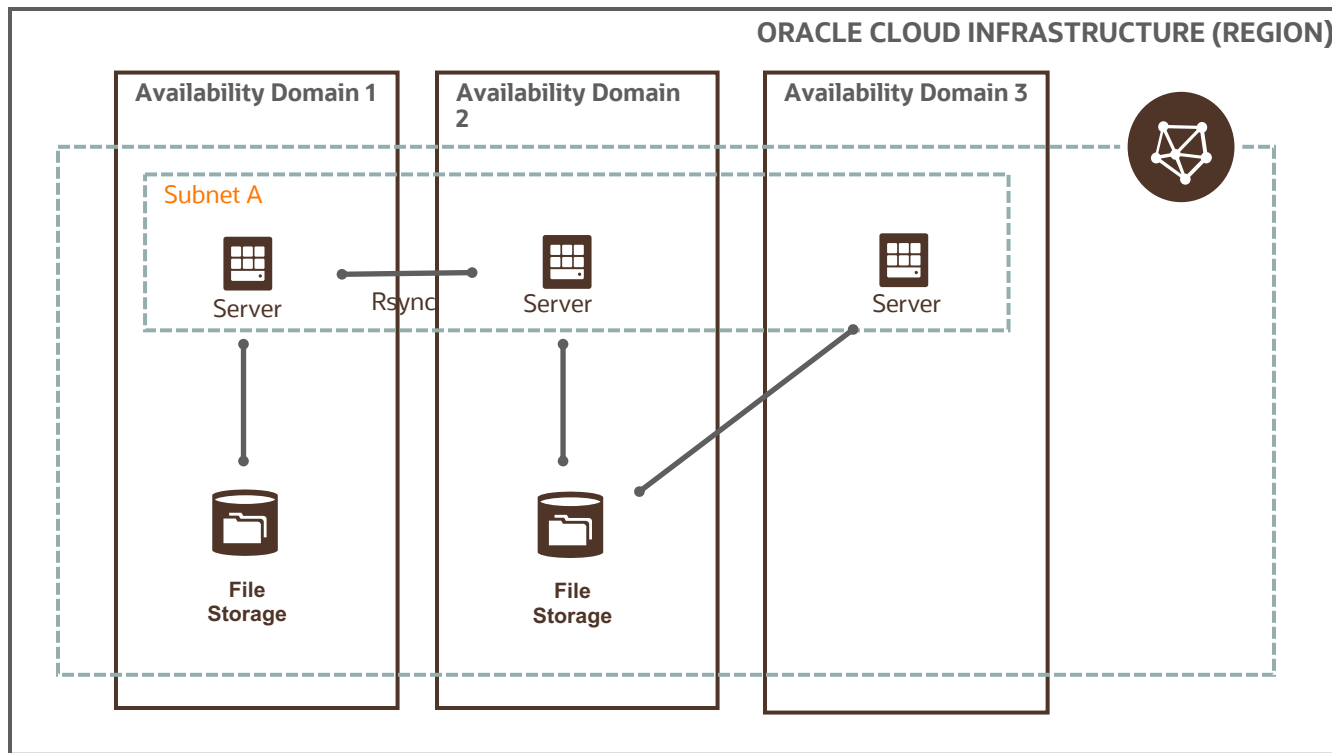 ORACLE CLOUD INFRASTRUCTURE (REGION)
Availability Domain 1
Availability Domain
2
Availability Domain 3
Subnet A
Server
Rsync
Server
Server
File
Storage
File
Storage